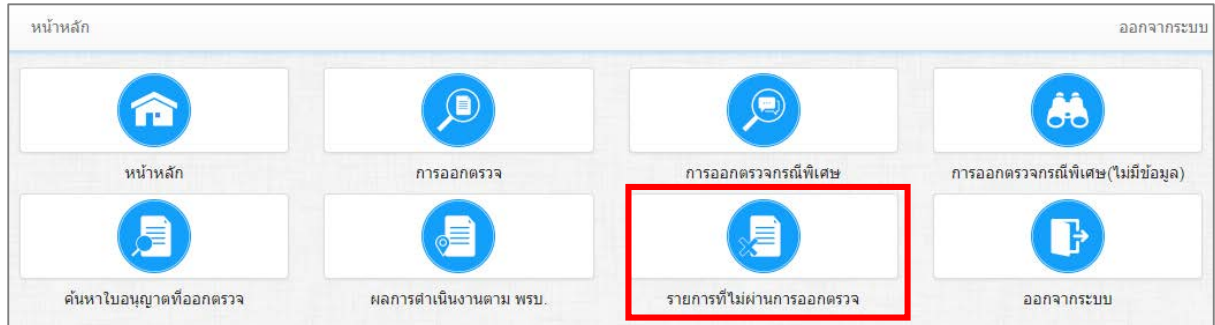 หน้าหลัก ออกจากระบบ
หน้าหลัก การออกตรวจ การออกตรวจกรณีพิเศษ การออกตรวจกรณีพิเศษ(ไม่มีข้อมูล)
ค้นหาใบอนุญาตที่ออกตรวจ ผลการดำเนินงานตาม พรบ. รายการที่ไม่ผ่านการออกตรวจ ออกจากระบบ